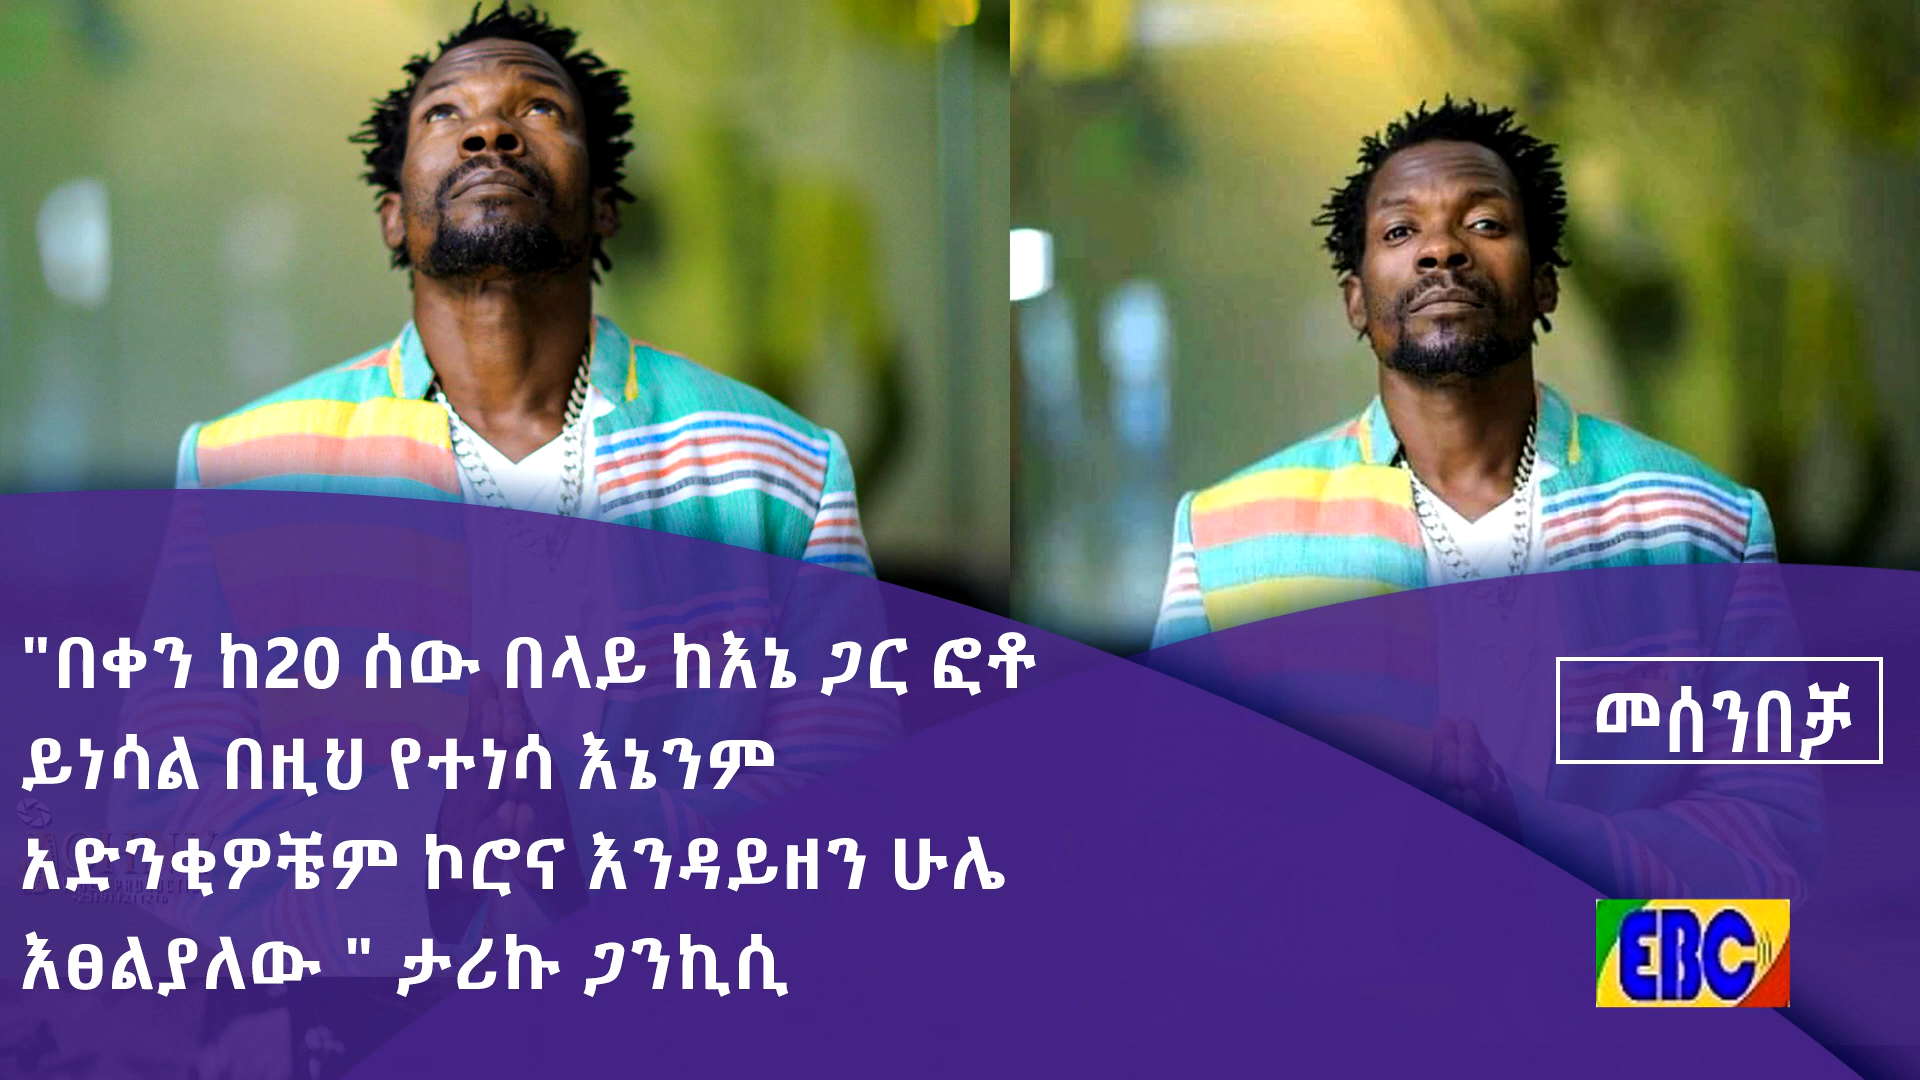 "በቀን ከ20 ሰው በላይ ከእኔ ጋር ፎቶ
ይነሳል በዚህ የተነሳ እኔንም
አድንቂዎቼም ኮሮና እንዳይዘን ሁሌ
እፀልያለው " ታሪኩ ጋንኪሲ
መሰንበቻ
EBC